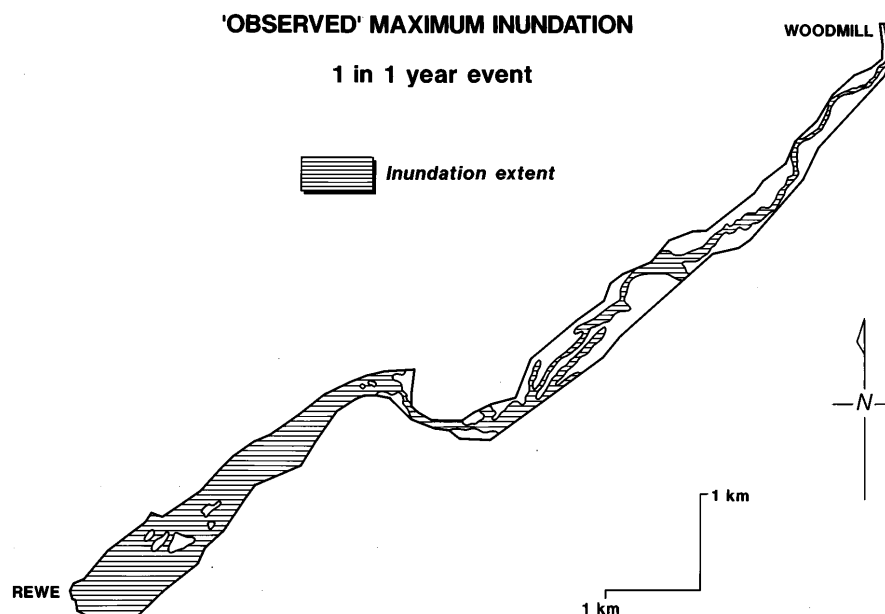 'OBSERVED' MAXIMUM INUNDATION
WOODMILL
1 in 1 year event
Inundation extent
N
1 km
REWE
1 km